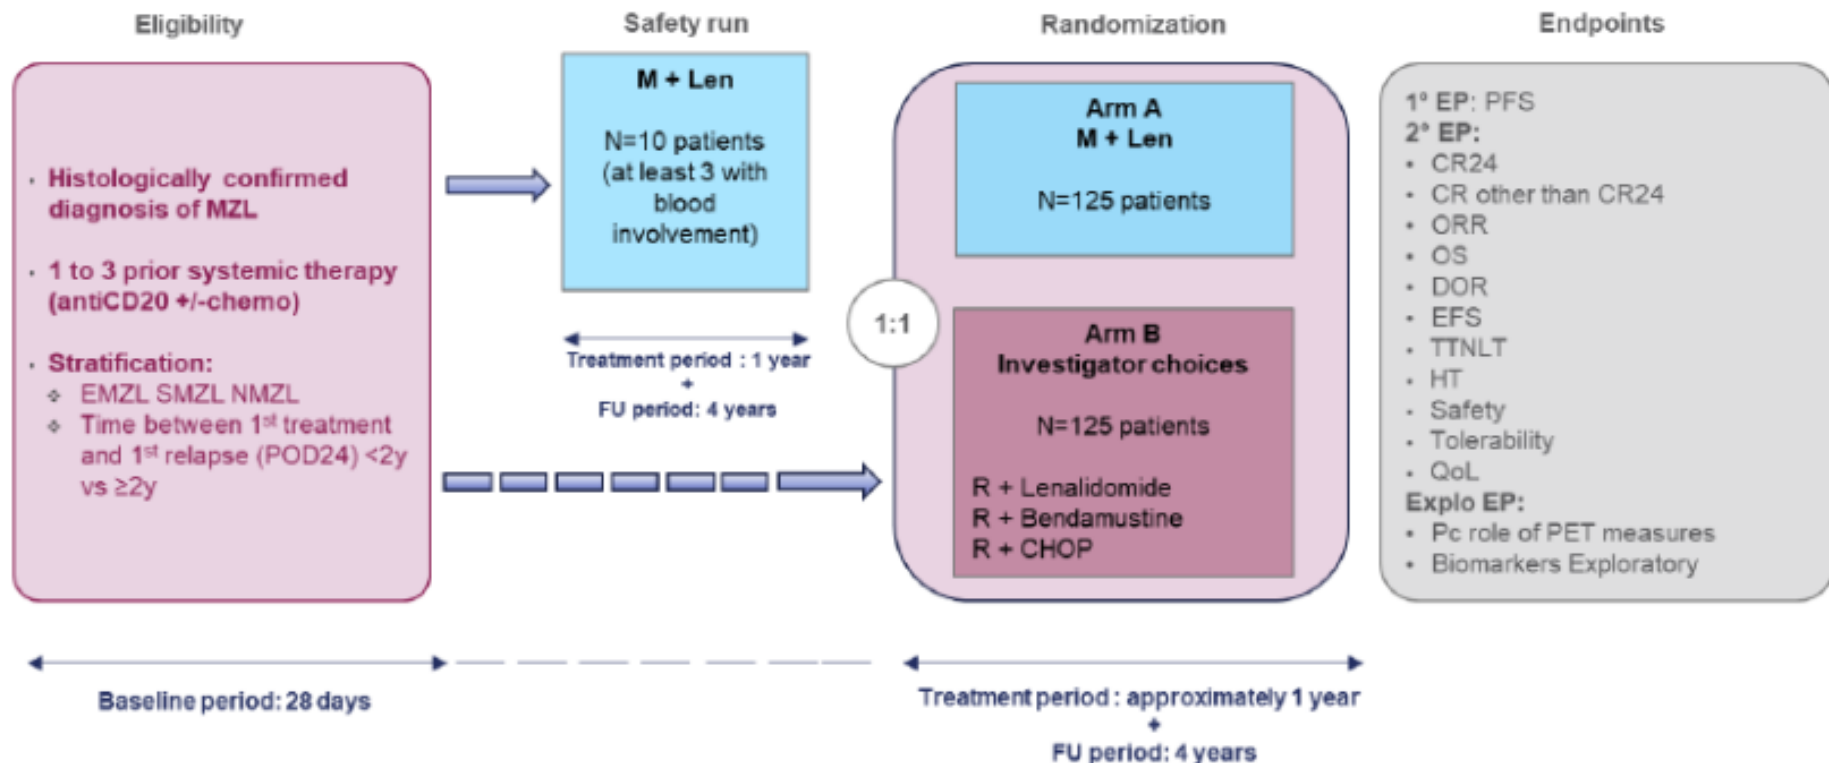 Eligibility
Safety run
Randomization
Endpoints
· Histologically confirmed
diagnosis of MZL
· 1 to 3 prior systemic therapy
(antiCD20 +/-chemo)
· Stratification:
❖ EMZL SMZL NMZL
❖ Time between 1st treatment
and 1st relapse (POD24) <2y
vs ≥2y
M + Len
N=10 patients
(at least 3 with
blood
involvement)
Treatment period : 1 year
+
FU period: 4 years
1:1
Arm A
M + Len
N=125 patients
Arm B
Investigator choices
N=125 patients
R + Lenalidomide
R + Bendamustine
R + CHOP
1° EP: PFS
2° EP:
• CR24
• CR other than CR24
• ORR
• OS
• DOR
• EFS
• TTNLT
• HT
• Safety
• Tolerability
• QoL
Explo EP:
• Pc role of PET measures
• Biomarkers Exploratory
Baseline period: 28 days
Treatment period : approximately 1 year
+
FU period: 4 years